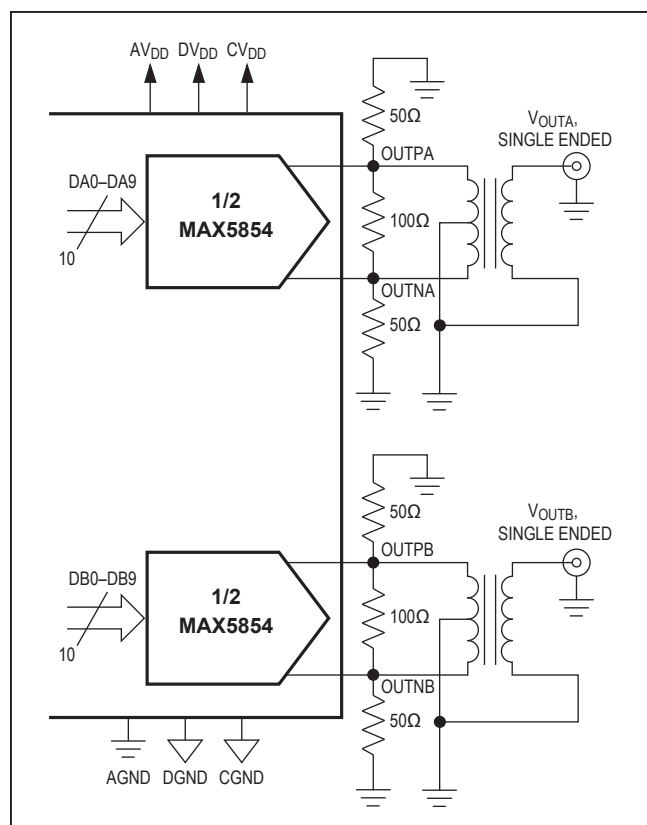 AVDD DVDD CVDD
50Ω
VOUTA,
SINGLE ENDED
OUTPA
DA0–DA9
1/2
MAX5854
100Ω
10
OUTNA
50Ω
50Ω
VOUTB,
SINGLE ENDED
OUTPB
DB0–DB9
1/2
MAX5854
100Ω
10
OUTNB
50Ω
AGND DGND CGND